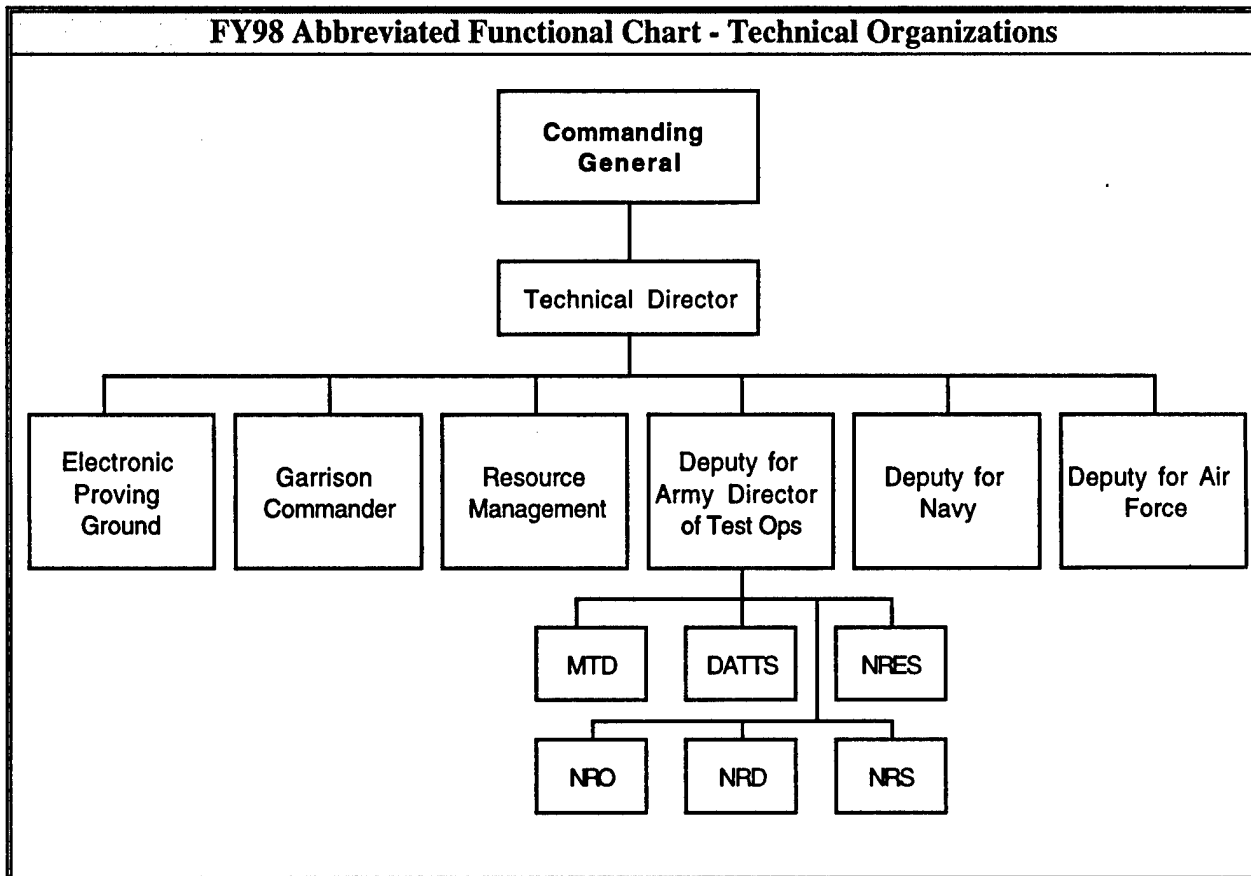 FY98 Abbreviated Functional Chart - Technical Organizations
Commanding
General
Technical Director
Electronic
Proving
Ground
Garrison
Commander
Resource
Management
Deputy for
Army Director
of Test Ops
Deputy for
Navy
Deputy for Air
Force
MTD
DATTS
NRES
NRO
NRD
NRS